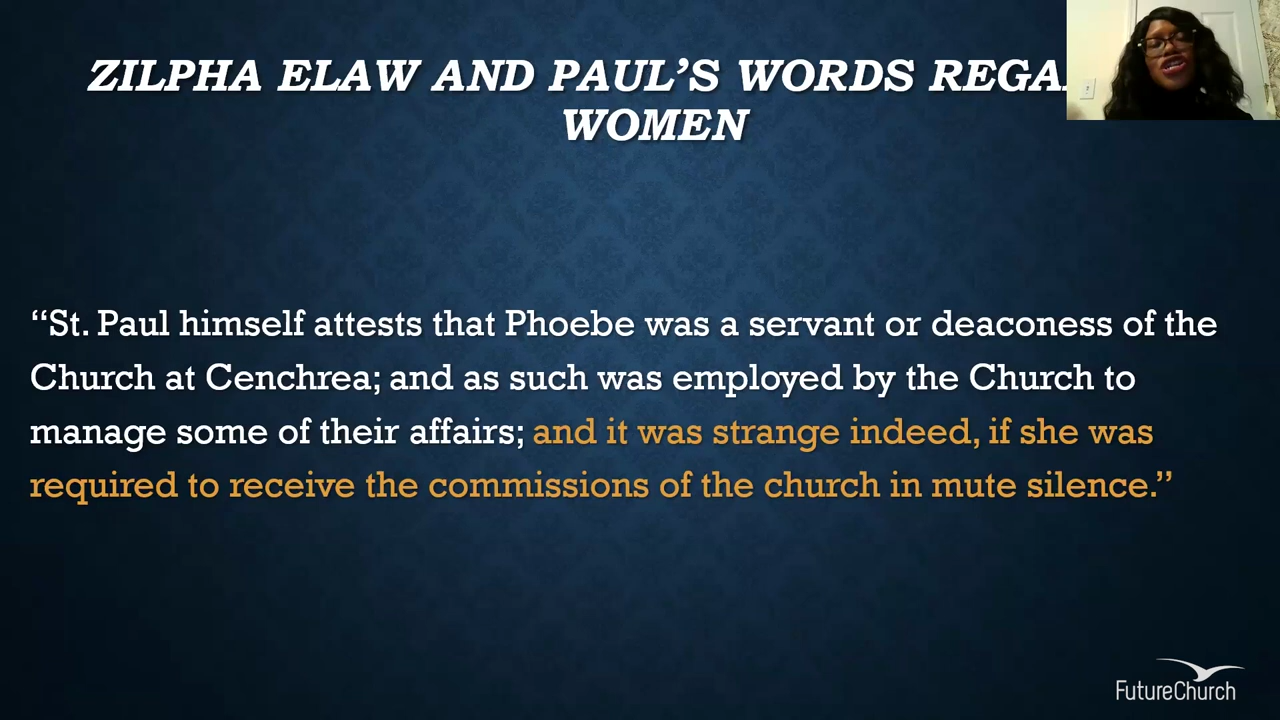 ZILPHA ELAW AND PAUL'S WORDS
WOMEN
“St. Paul himself attests that Phoebe was a servant or deaconess of the
Church at Cenchrea; and as such was employed by the Church to
manage some of their affairs; and it was strange indeed, if she was
required to receive the commissions of the church in mute silence.”
FutureChurch